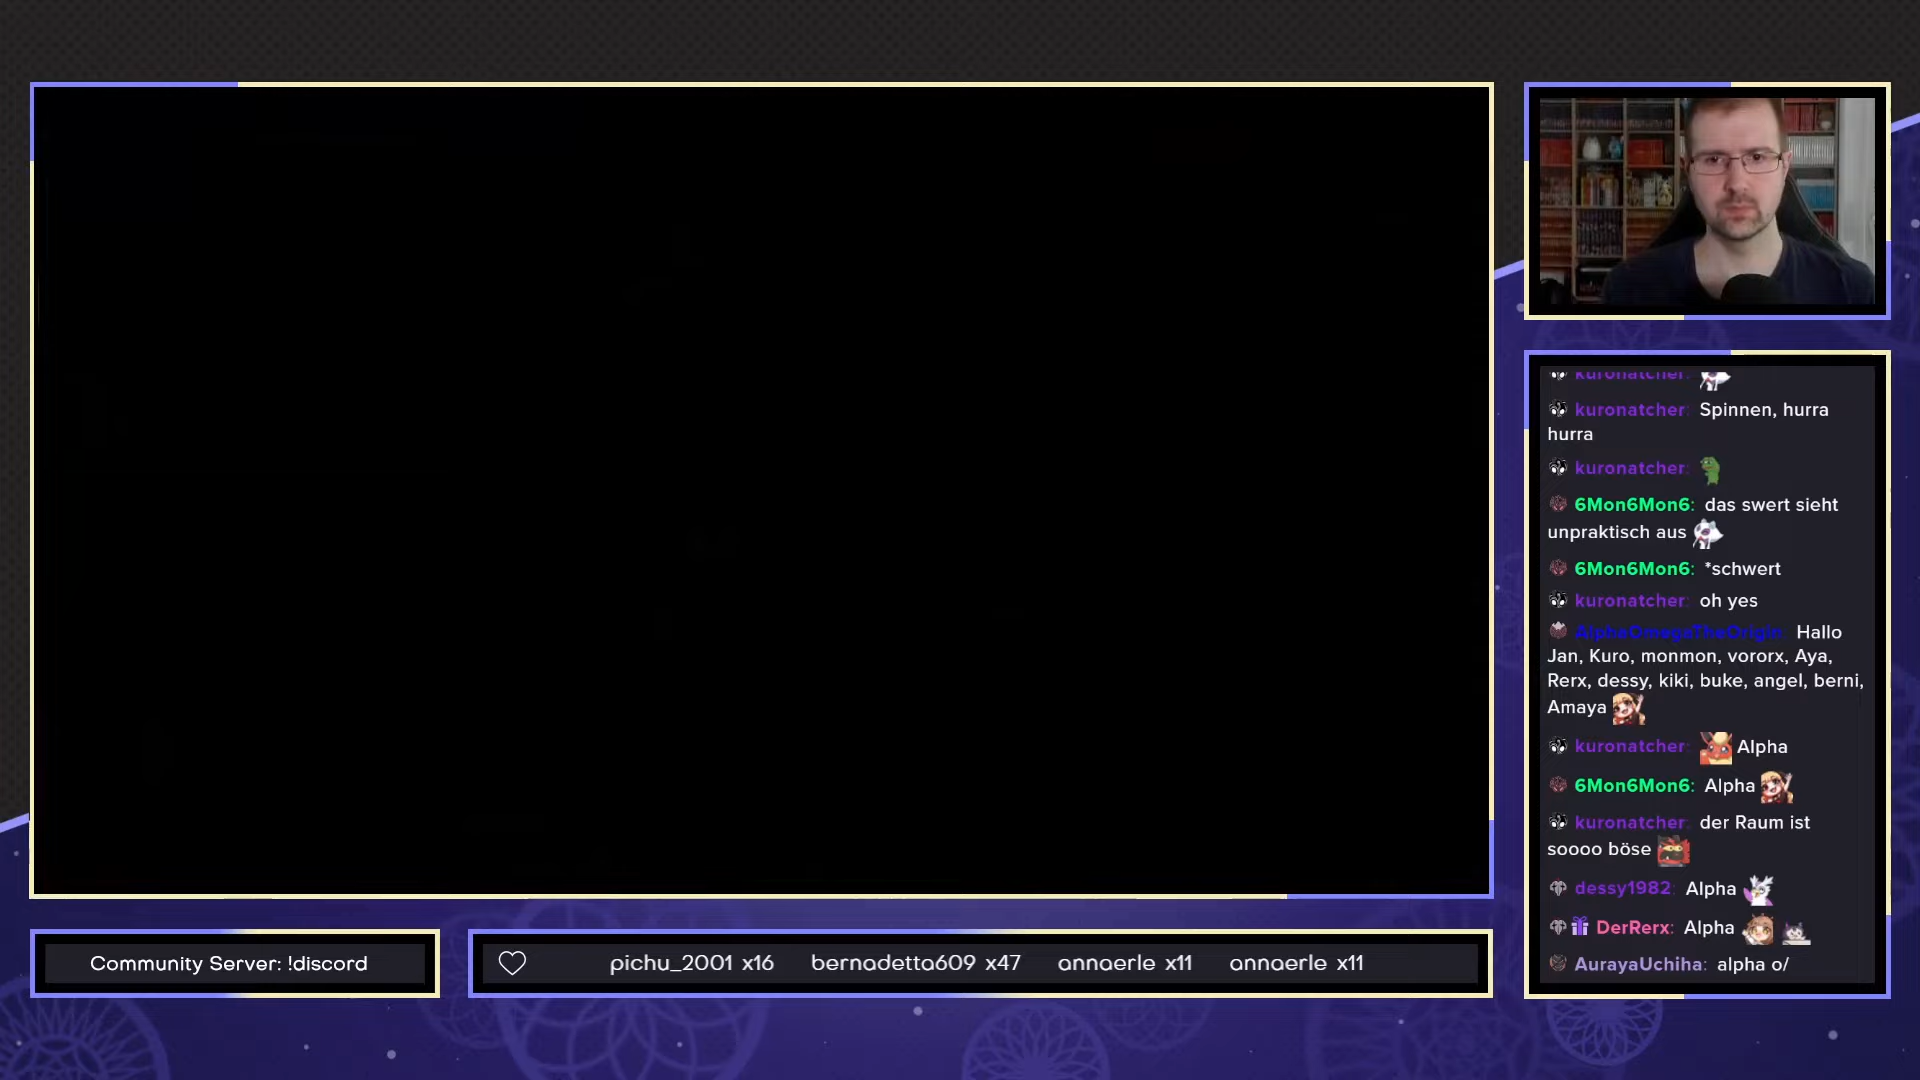 kuronatcher:
kuronatcher: Spinnen, hurra
hurra
kuronatcher:
6Mon6Mon6: das swert sieht
unpraktisch aus
6Mon6Mon6: *schwert
kuronatcher: oh yes
AlphaOmegaTheOrigin: Hallo
Jan, Kuro, monmon, vororx, Aya,
Rerx, dessy, kiki, buke, angel, berni,
Amaya
kuronatcher: Alpha
6Mon6Mon6: Alpha
kuronatcher: der Raum ist
soooo böse
dessy1982: Alpha
DerRerx: Alpha
AurayaUchiha: alpha o/
Community Server: !discord
pichu_2001 x16 bernadetta609 x47 annaerle x11 annaerle x11